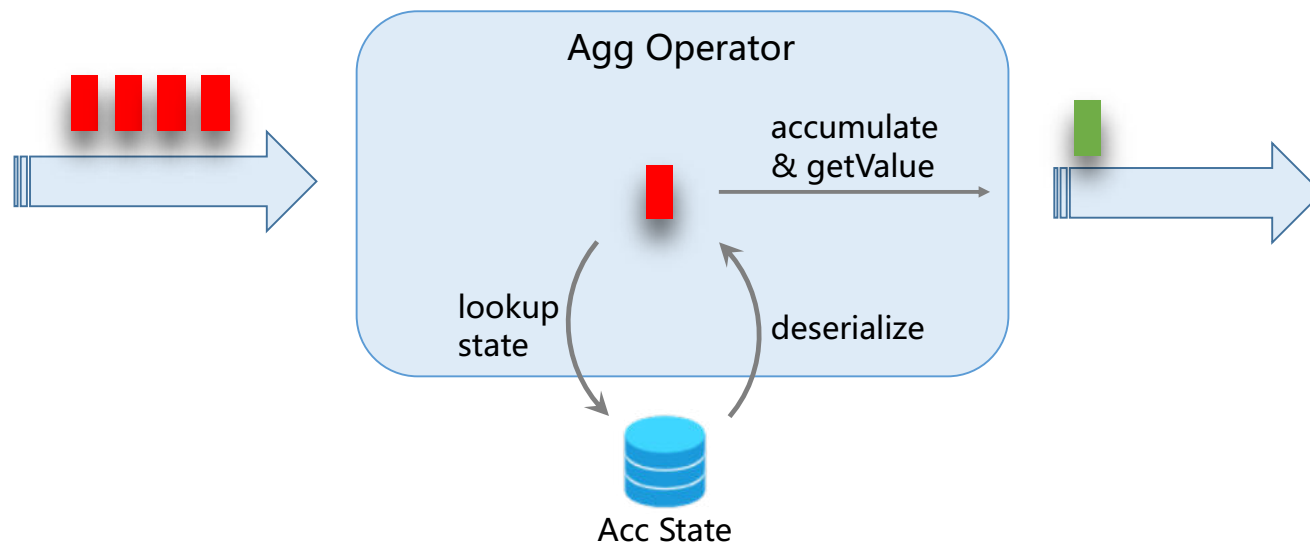 Agg Operator
accumulate
& getValue
lookup
state
deserialize
Acc State